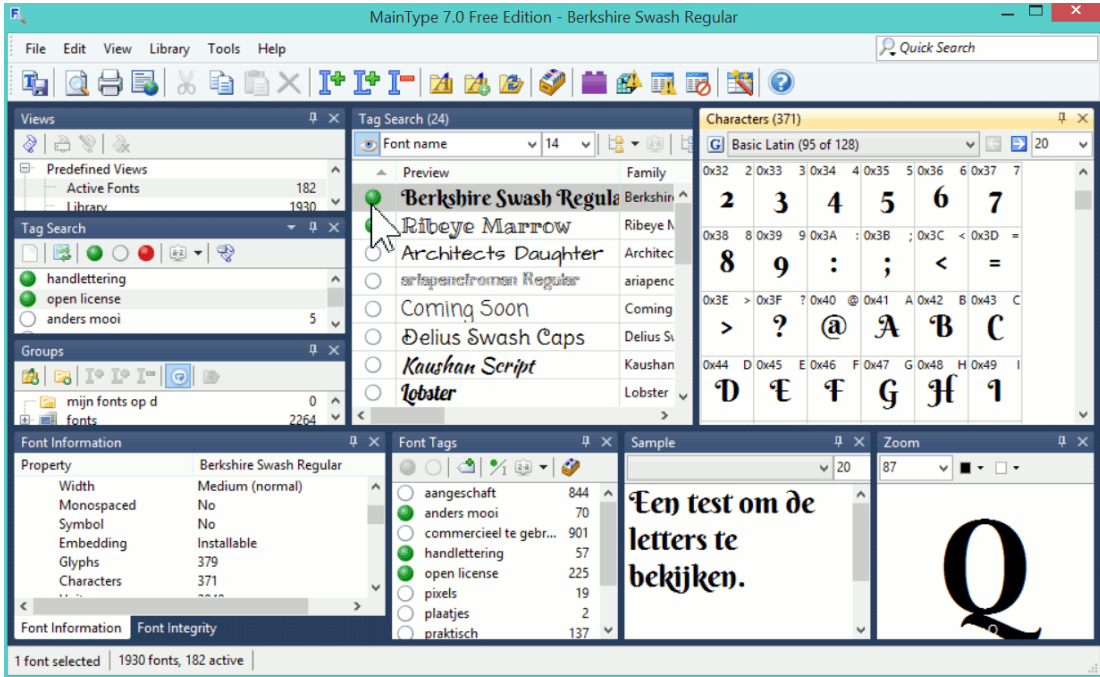 MainType 7.0 Free Edition - Berkshire Swash Regular
File Edit View Library Tools Help
Quick Search
Views
Predefined Views
Active Fonts 182
Library 1930
Tag Search
handlettering
open license
anders mooi 5
Groups
mijn fonts op d 0
fonts 2264
Tag Search (24)
Font name 14
Preview Family
Berkshire Swash Regula Berkshire
Ribeye Marrow Ribeye M
Architects Daughter Architec
ariapenciroman Regular ariapenc
Coming Soon Coming
Delius Swash Caps Delius Sw
Kaushan Script Kaushan
Lobster Lobster
Characters (371)
G Basic Latin (95 of 128) 20
0x32 2 0x33 3 0x34 4 0x35 5 0x36 6 0x37 7
2 3 4 5 6 7
0x38 8 0x39 9 0x3A : 0x3B ; 0x3C < 0x3D =
8 9 : ; < =
0x3E > 0x3F ? 0x40 @ 0x41 A 0x42 B 0x43 C
> ? @ A B C
0x44 D 0x45 E 0x46 F 0x47 G 0x48 H 0x49 I
D E F G H I
Font Information
Property Berkshire Swash Regular
Width Medium (normal)
Monospaced No
Symbol No
Embedding Installable
Glyphs 379
Characters 371
Font Information Font Integrity
Font Tags
aangeschaft 844
anders mooi 70
commercieel te gebr... 901
handlettering 57
open license 225
pixels 19
plaatjes 2
praktisch 137
Sample
20
Een test om de
letters te
bekijken.
Zoom
87
Q
1 font selected 1930 fonts, 182 active